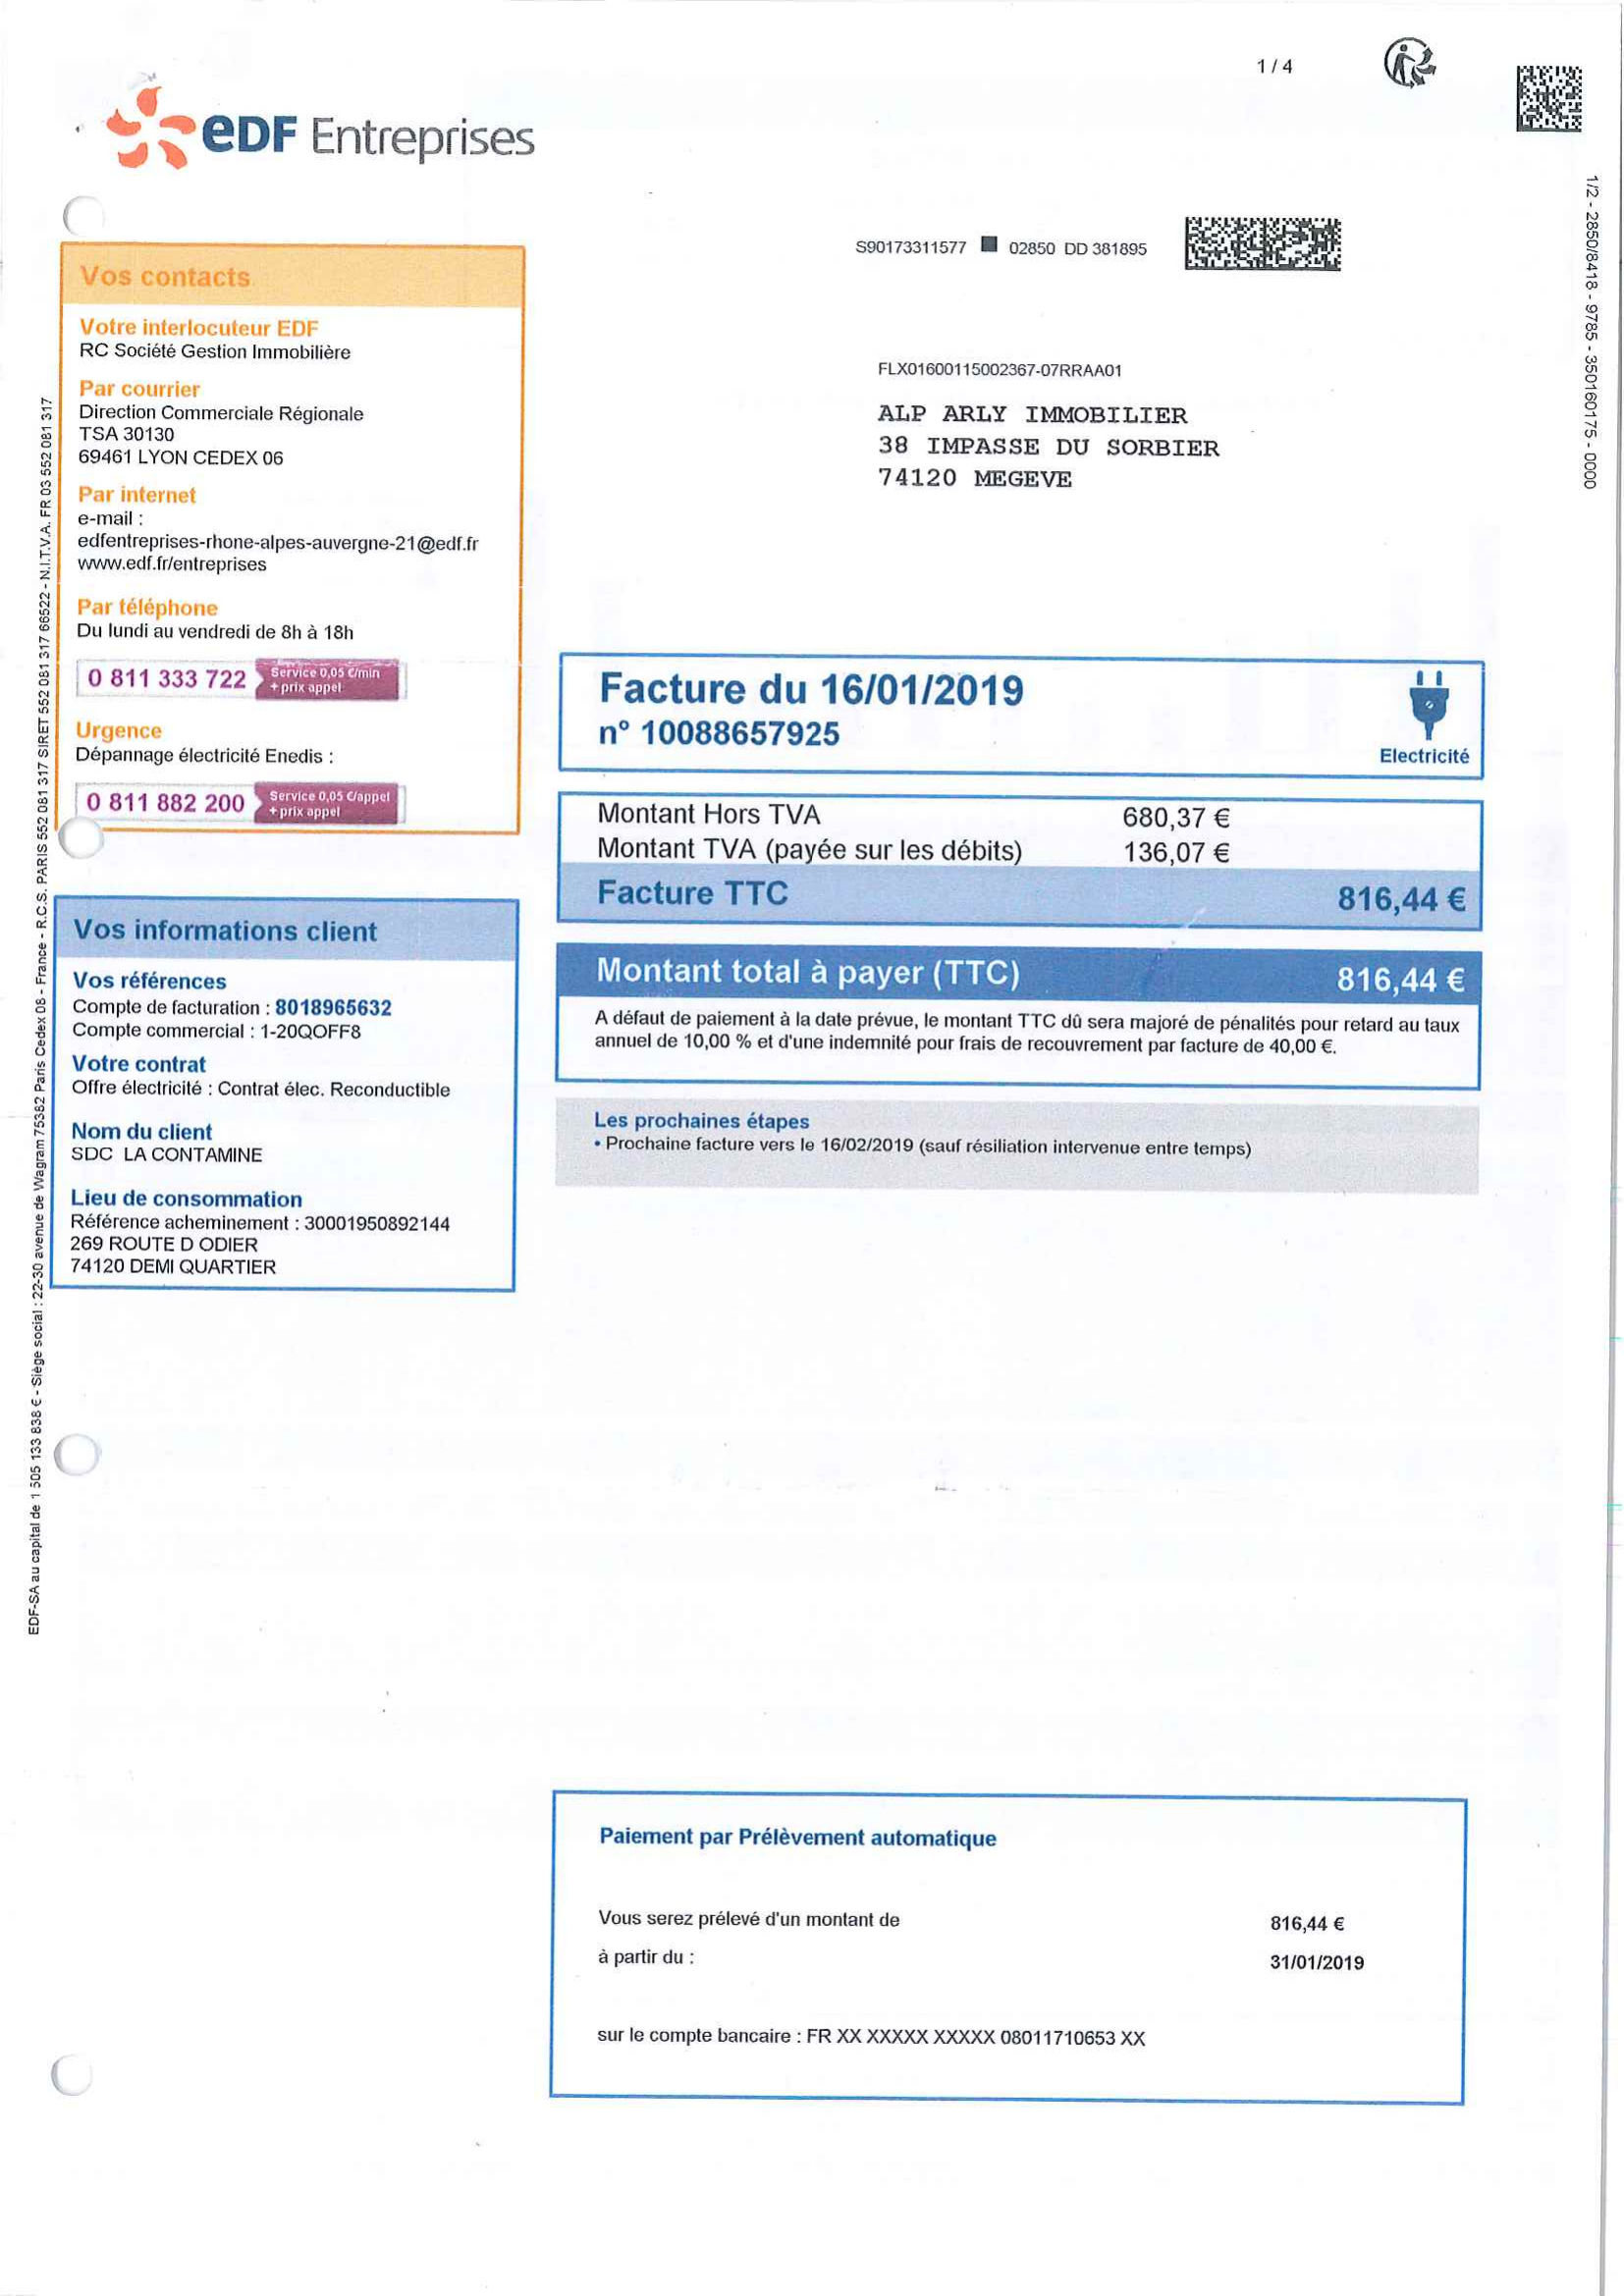 1 / 4
eDF Entreprises
1/2 - 2850/8418 - 9785 - 350160175 - 0000
S90173311577 02850 DD 381895
FLX01600115002367-07RRAA01
ALP ARLY IMMOBILIER
38 IMPASSE DU SORBIER
74120 MEGEVE
Vos contacts
Votre interlocuteur EDF
RC Société Gestion Immobilière
Par courrier
Direction Commerciale Régionale
TSA 30130
69461 LYON CEDEX 06
Par internet
e-mail :
edfentreprises-rhone-alpes-auvergne-21@edf.fr
www.edf.fr/entreprises
Par téléphone
Du lundi au vendredi de 8h à 18h
0 811 333 722 Service 0,05 €/min
+ prix appel
Urgence
Dépannage électricité Enedis :
0 811 882 200 Service 0,05 €/appel
+ prix appel
Vos informations client
Vos références
Compte de facturation : 8018965632
Compte commercial : 1-20QOFF8
Votre contrat
Offre électricité : Contrat élec. Reconductible
Nom du client
SDC LA CONTAMINE
Lieu de consommation
Référence acheminement : 30001950892144
269 ROUTE D ODIER
74120 DEMI QUARTIER
Facture du 16/01/2019
n° 10088657925
Electricité
Montant Hors TVA 680,37 €
Montant TVA (payée sur les débits) 136,07 €
Facture TTC 816,44 €
Montant total à payer (TTC) 816,44 €
A défaut de paiement à la date prévue, le montant TTC dû sera majoré de pénalités pour retard au taux
annuel de 10,00 % et d'une indemnité pour frais de recouvrement par facture de 40,00 €.
Les prochaines étapes
• Prochaine facture vers le 16/02/2019 (sauf résiliation intervenue entre temps)
Paiement par Prélèvement automatique
Vous serez prélevé d'un montant de 816,44 €
à partir du : 31/01/2019
sur le compte bancaire : FR XX XXXXX XXXXX 08011710653 XX
EDF-SA au capital de 1 505 133 838 € - Siège social : 22-30 avenue de Wagram 75382 Paris Cedex 08 - France - R.C.S. PARIS 552 081 317 SIRET 552 081 317 66522 - N.I.T.V.A. FR 03 552 081 317